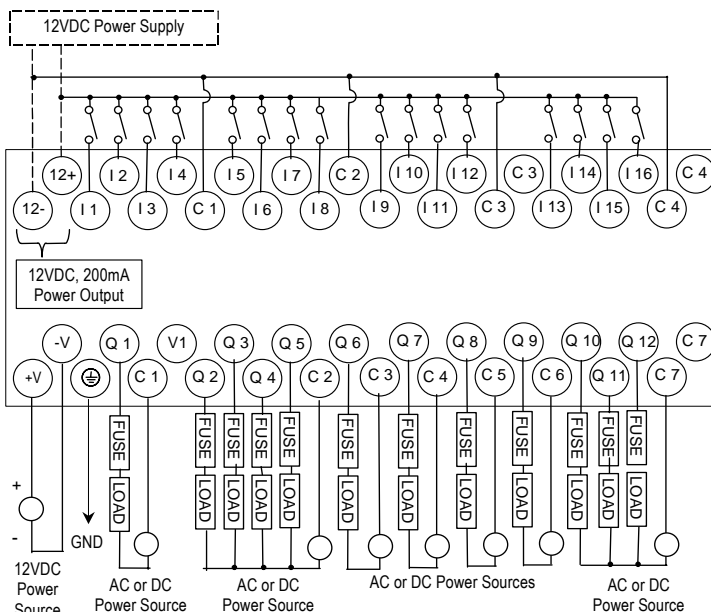 12VDC Power Supply
12+ I 2 I 4 I 5 I 7 C 2 I 10 I 12 C 3 I 14 I 16 C 4
12- I 1 I 3 C 1 I 6 I 8 I 9 I 11 C 3 I 13 I 15 C 4
12VDC, 200mA
Power Output
-V Q 1 V1 Q 3 Q 5 Q 6 Q 7 Q 8 Q 9 Q 10 Q 12 C 7
+V C 1 Q 2 Q 4 C 2 C 3 C 4 C 5 C 6 Q 11 C 7
FUSE FUSE FUSE FUSE FUSE FUSE FUSE FUSE FUSE FUSE FUSE FUSE
LOAD LOAD LOAD LOAD LOAD LOAD LOAD LOAD LOAD LOAD LOAD LOAD
+
-
GND
12VDC
Power
Source
AC or DC
Power Source
AC or DC
Power Source
AC or DC Power Sources
AC or DC
Power Source